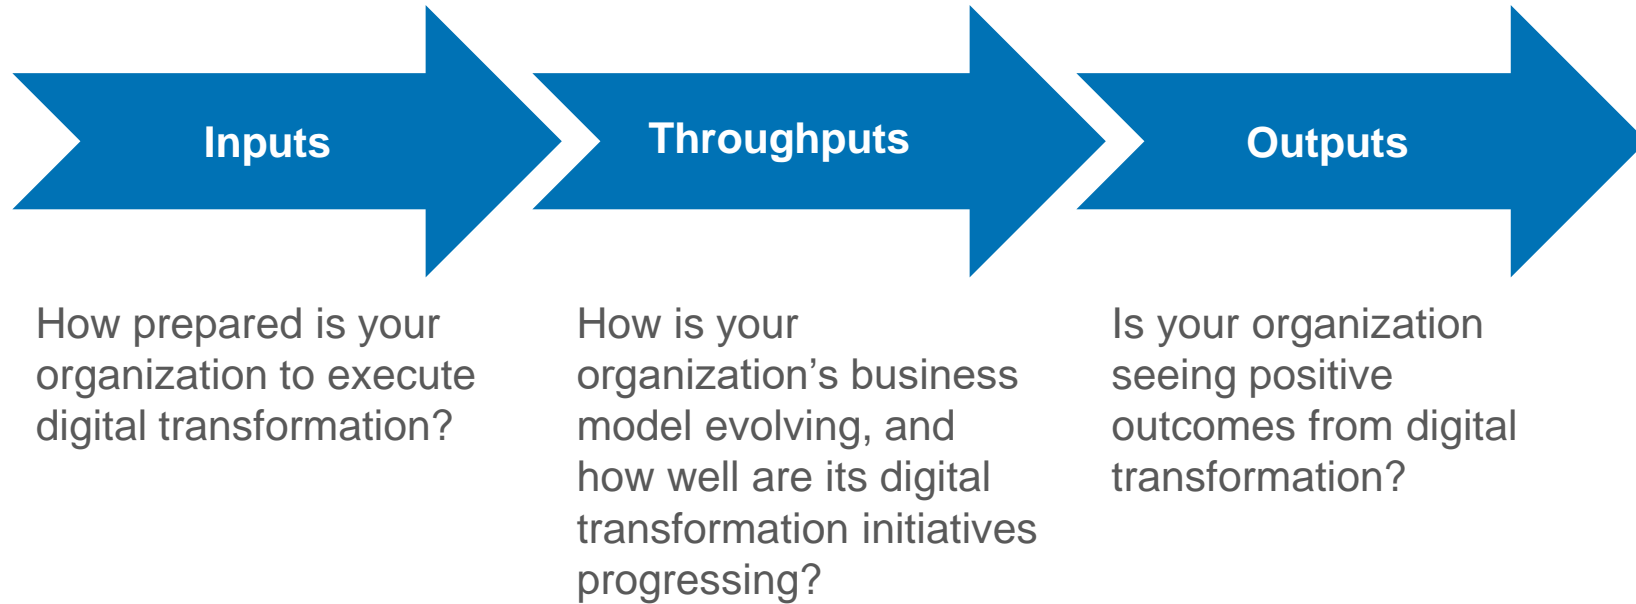 Inputs
Throughputs
Outputs
How prepared is your
organization to execute
digital transformation?
How is your
organization’s business
model evolving, and
how well are its digital
transformation initiatives
progressing?
Is your organization
seeing positive
outcomes from digital
transformation?